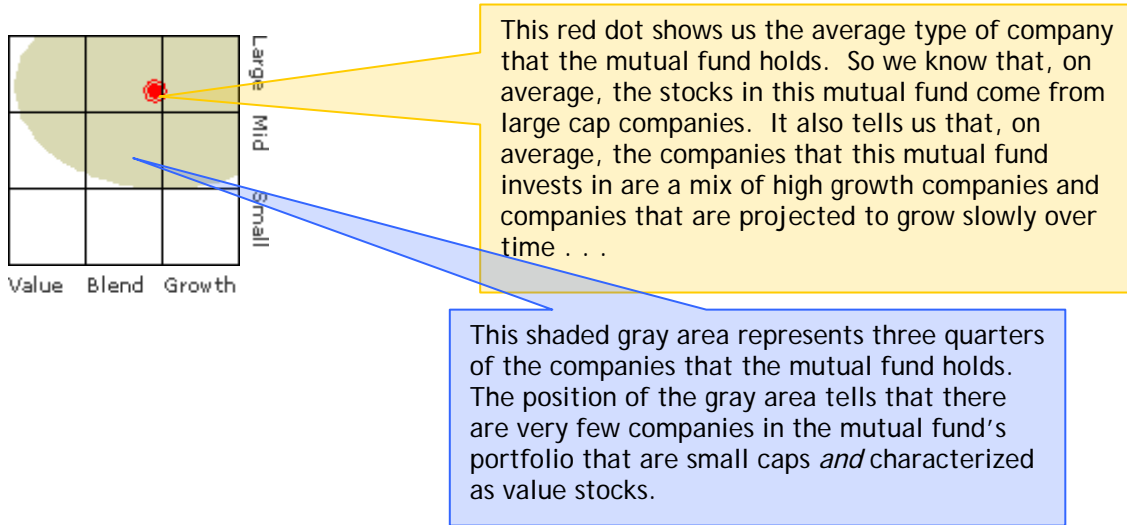 This red dot shows us the average type of company
that the mutual fund holds. So we know that, on
average, the stocks in this mutual fund come from
large cap companies. It also tells us that, on
average, the companies that this mutual fund
invests in are a mix of high growth companies and
companies that are projected to grow slowly over
time . . .
Large
Mid
Small
Value Blend Growth
This shaded gray area represents three quarters
of the companies that the mutual fund holds.
The position of the gray area tells that there
are very few companies in the mutual fund's
portfolio that are small caps and characterized
as value stocks.